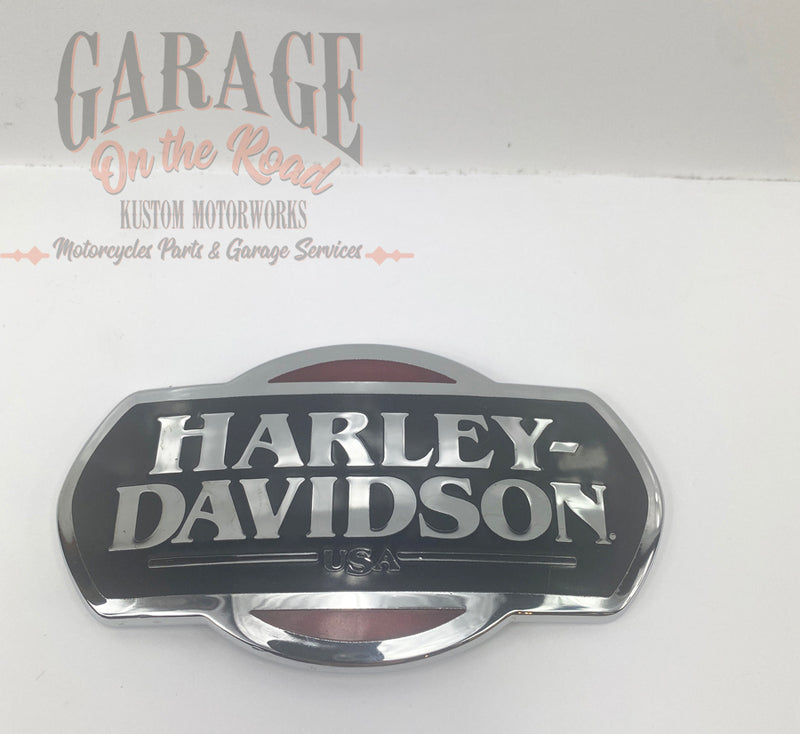 GARAGE
On the Road
KUSTOM MOTORWORKS
Motorcycles Parts & Garage Services
HARLEY-
DAVIDSON.
USA